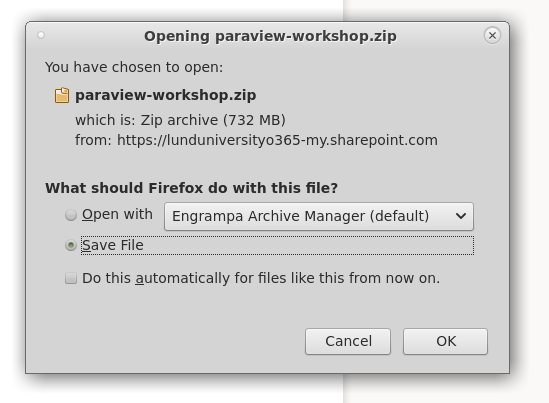 Opening paraview-workshop.zip
You have chosen to open:
paraview-workshop.zip
which is: Zip archive (732 MB)
from: https://lunduniversityo365-my.sharepoint.com
What should Firefox do with this file?
Open with Engrampa Archive Manager (default)
Save File
Do this automatically for files like this from now on.
Cancel OK